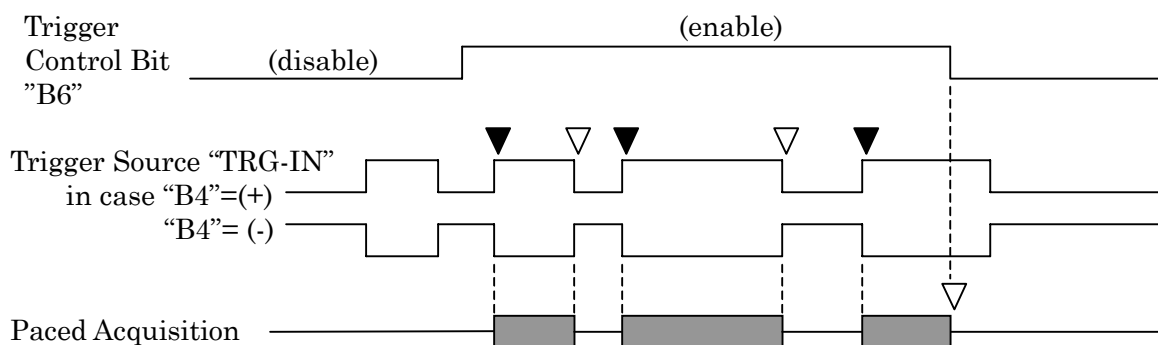 Trigger
Control Bit
”B6”
(disable)
(enable)
Trigger Source “TRG-IN”
in case “B4”=(+)
“B4”= (-)
Paced Acquisition